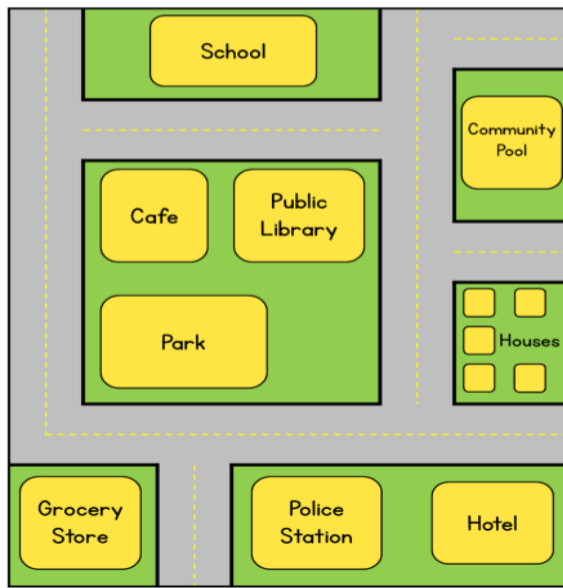 School
Community
Pool
Cafe
Public
Library
Park
Houses
Grocery
Store
Police
Station
Hotel